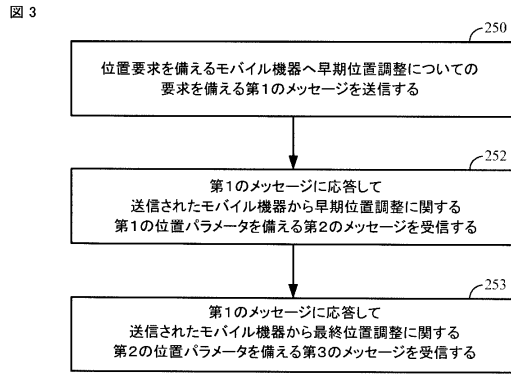 図3
250
位置要求を備えるモバイル機器へ早期位置調整についての
要求を備える第1のメッセージを送信する
252
第1のメッセージに応答して
送信されたモバイル機器から早期位置調整に関する
第1の位置パラメータを備える第2のメッセージを受信する
253
第1のメッセージに応答して
送信されたモバイル機器から最終位置調整に関する
第2の位置パラメータを備える第3のメッセージを受信する